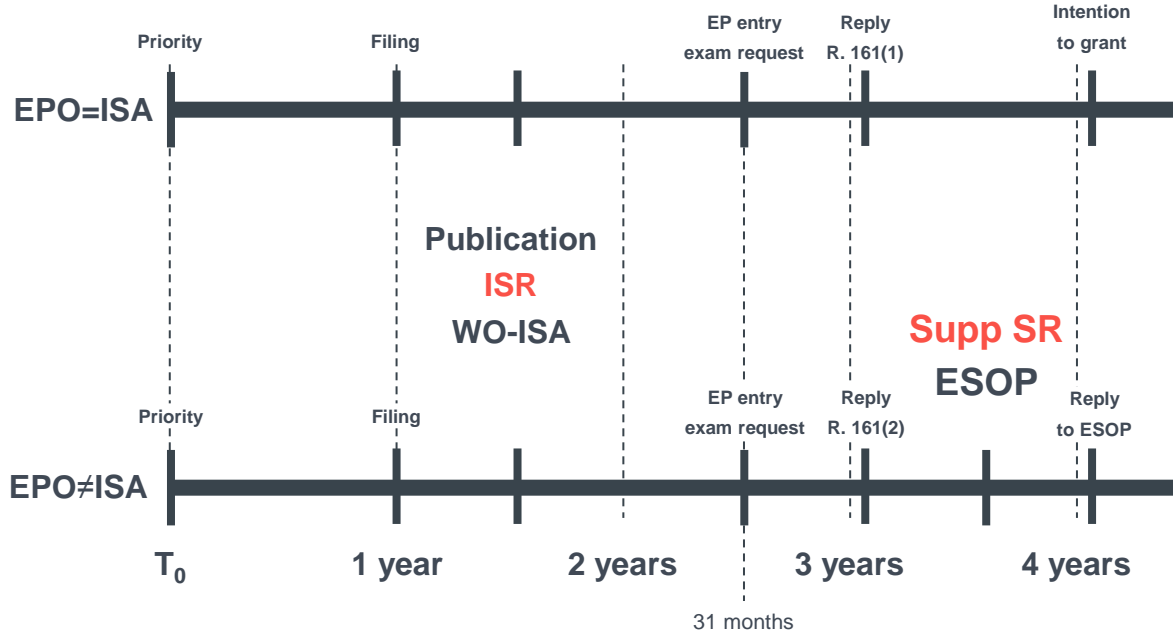 Priority
Filing
EP entry
exam request
Reply
R. 161(1)
Intention
to grant
EPO=ISA
Publication
ISR
WO-ISA
Supp SR
ESOP
Priority
Filing
EP entry
exam request
Reply
R. 161(2)
Reply
to ESOP
EPO≠ISA
T₀
1 year
2 years
3 years
4 years
31 months